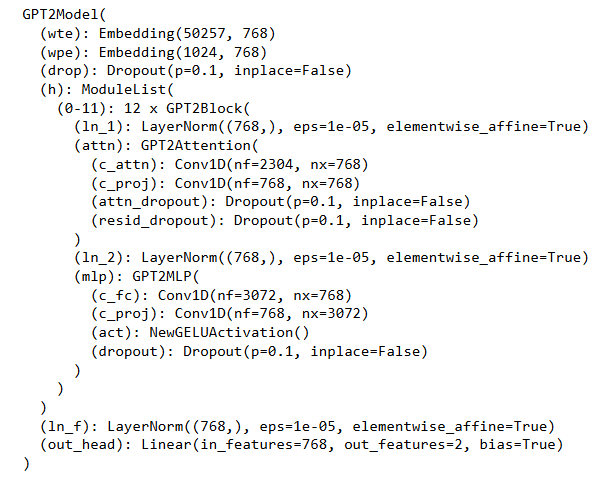 GPT2Model(
(wte): Embedding(50257, 768)
(wpe): Embedding(1024, 768)
(drop): Dropout(p=0.1, inplace=False)
(h): ModuleList(
(0-11): 12 x GPT2Block(
(ln_1): LayerNorm((768,), eps=1e-05, elementwise_affine=True)
(attn): GPT2Attention(
(c_attn): Conv1D(nf=2304, nx=768)
(c_proj): Conv1D(nf=768, nx=768)
(attn_dropout): Dropout(p=0.1, inplace=False)
(resid_dropout): Dropout(p=0.1, inplace=False)
)
(ln_2): LayerNorm((768,), eps=1e-05, elementwise_affine=True)
(mlp): GPT2MLP(
(c_fc): Conv1D(nf=3072, nx=768)
(c_proj): Conv1D(nf=768, nx=3072)
(act): NewGELUActivation()
(dropout): Dropout(p=0.1, inplace=False)
)
)
)
(ln_f): LayerNorm((768,), eps=1e-05, elementwise_affine=True)
(out_head): Linear(in_features=768, out_features=2, bias=True)
)